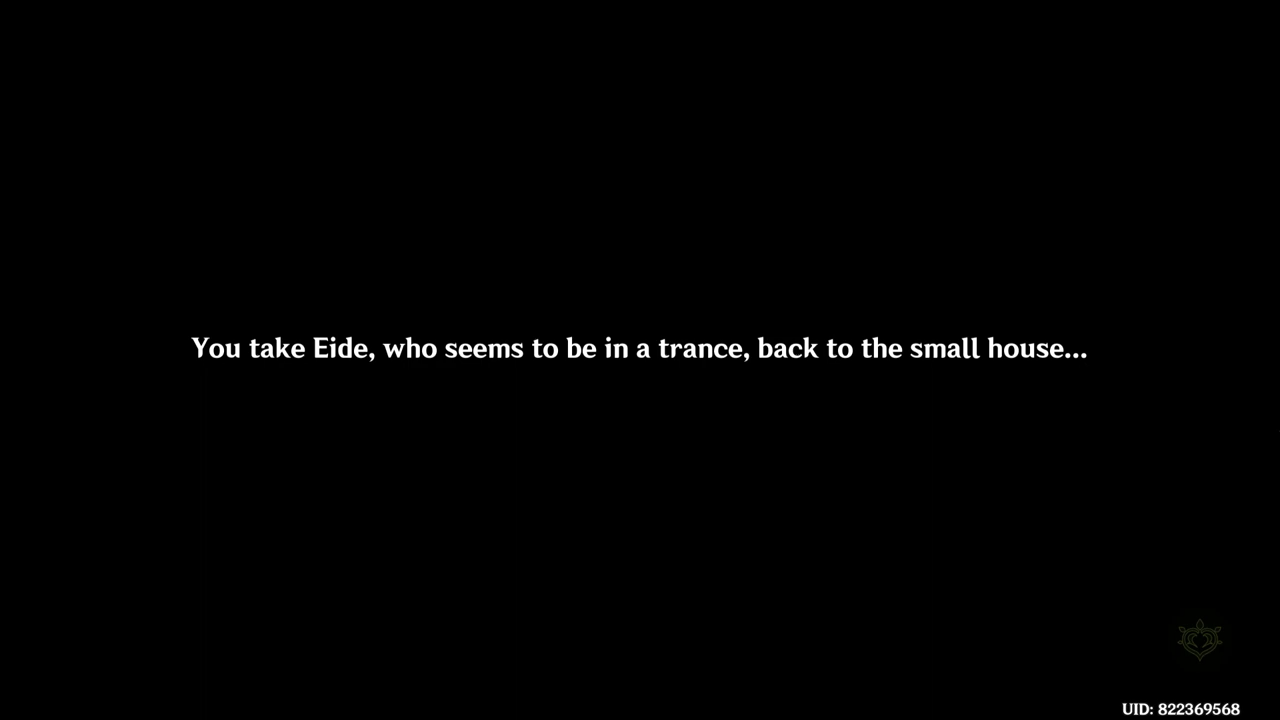 You take Eide, who seems to be in a trance, back to the small house...
UID: 822369568